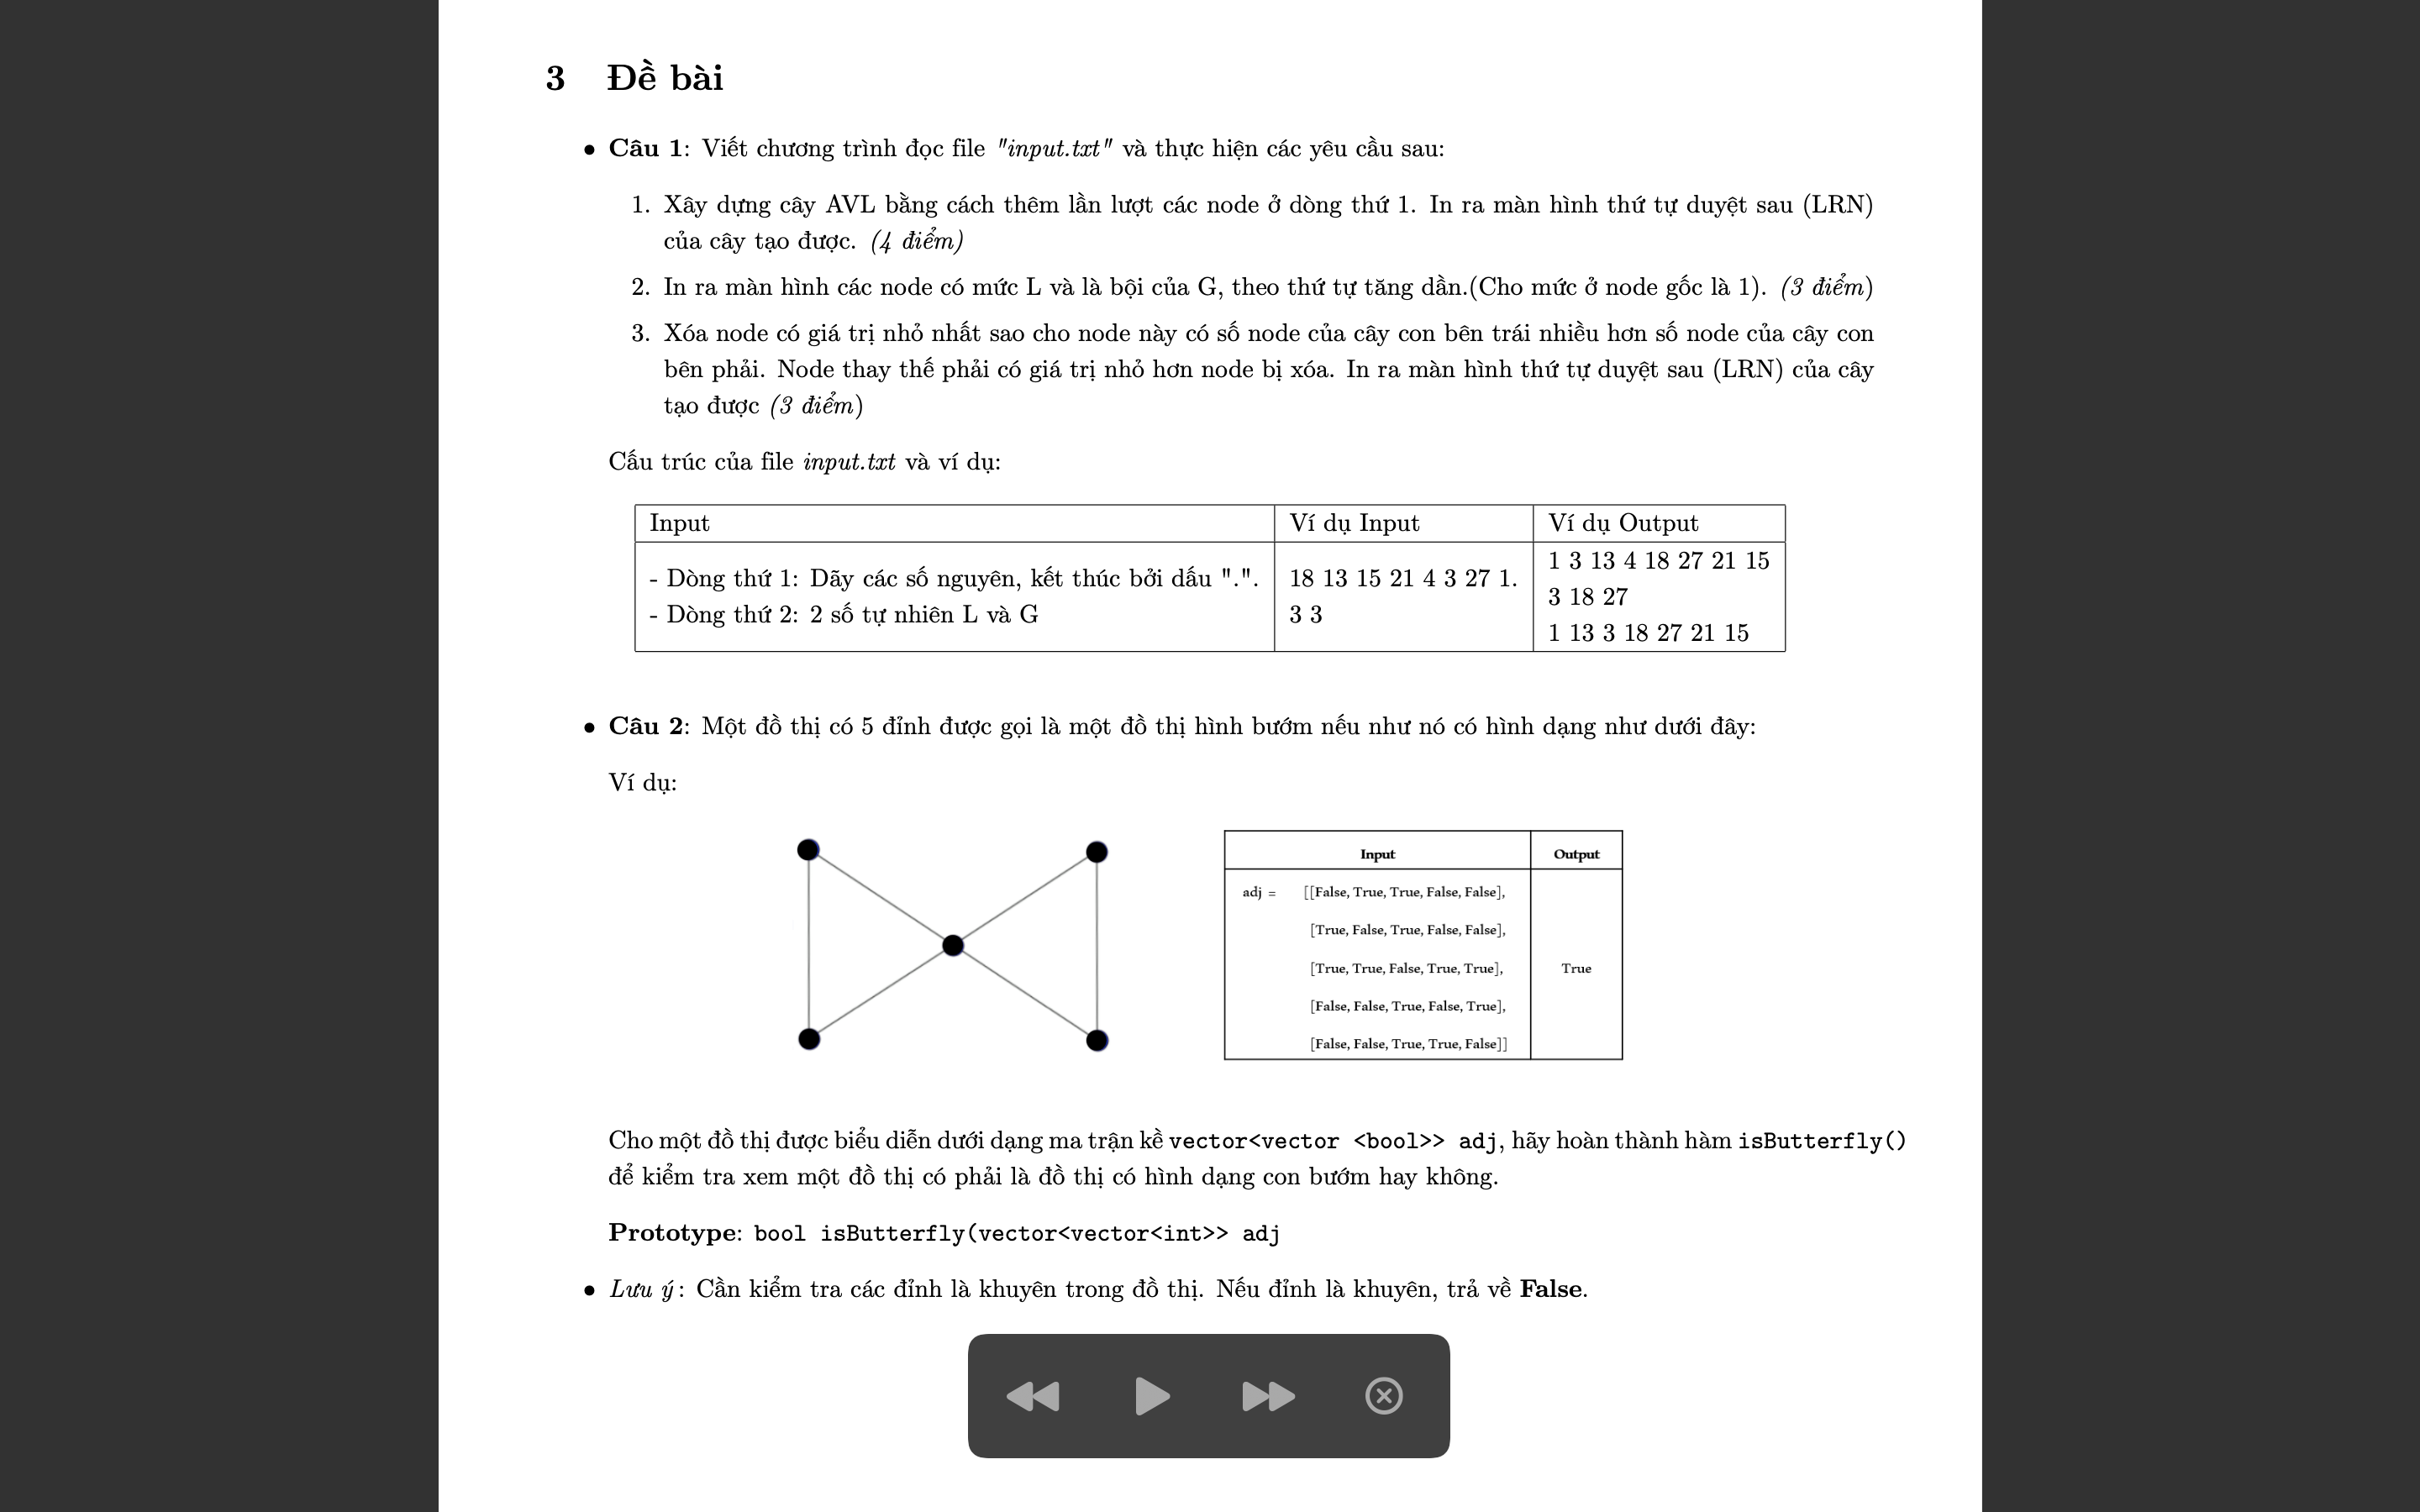 3 Đề bài
• Câu 1: Viết chương trình đọc file "input.txt" và thực hiện các yêu cầu sau:
1. Xây dựng cây AVL bằng cách thêm lần lượt các node ở dòng thứ 1. In ra màn hình thứ tự duyệt sau (LRN)
của cây tạo được. (4 điểm)
2. In ra màn hình các node có mức L và là bội của G, theo thứ tự tăng dần.(Cho mức ở node gốc là 1). (3 điểm)
3. Xóa node có giá trị nhỏ nhất sao cho node này có số node của cây con bên trái nhiều hơn số node của cây con
bên phải. Node thay thế phải có giá trị nhỏ hơn node bị xóa. In ra màn hình thứ tự duyệt sau (LRN) của cây
tạo được (3 điểm)
Cấu trúc của file input.txt và ví dụ:
Input Ví dụ Input Ví dụ Output
- Dòng thứ 1: Dãy các số nguyên, kết thúc bởi dấu ".".
- Dòng thứ 2: 2 số tự nhiên L và G
18 13 15 21 4 3 27 1.
3 3
1 3 13 4 18 27 21 15
3 18 27
1 13 3 18 27 21 15
• Câu 2: Một đồ thị có 5 đỉnh được gọi là một đồ thị hình bướm nếu như nó có hình dạng như dưới đây:
Ví dụ:
Input Output
adj = [[False, True, True, False, False],
[True, False, True, False, False],
[True, True, False, True, True],
[False, False, True, False, True],
[False, False, True, True, False]]
True
Cho một đồ thị được biểu diễn dưới dạng ma trận kề vector<vector <bool>> adj, hãy hoàn thành hàm isButterfly()
để kiểm tra xem một đồ thị có phải là đồ thị có hình dạng con bướm hay không.
Prototype: bool isButterfly(vector<vector<int>> adj
• Lưu ý: Cần kiểm tra các đỉnh là khuyên trong đồ thị. Nếu đỉnh là khuyên, trả về False.